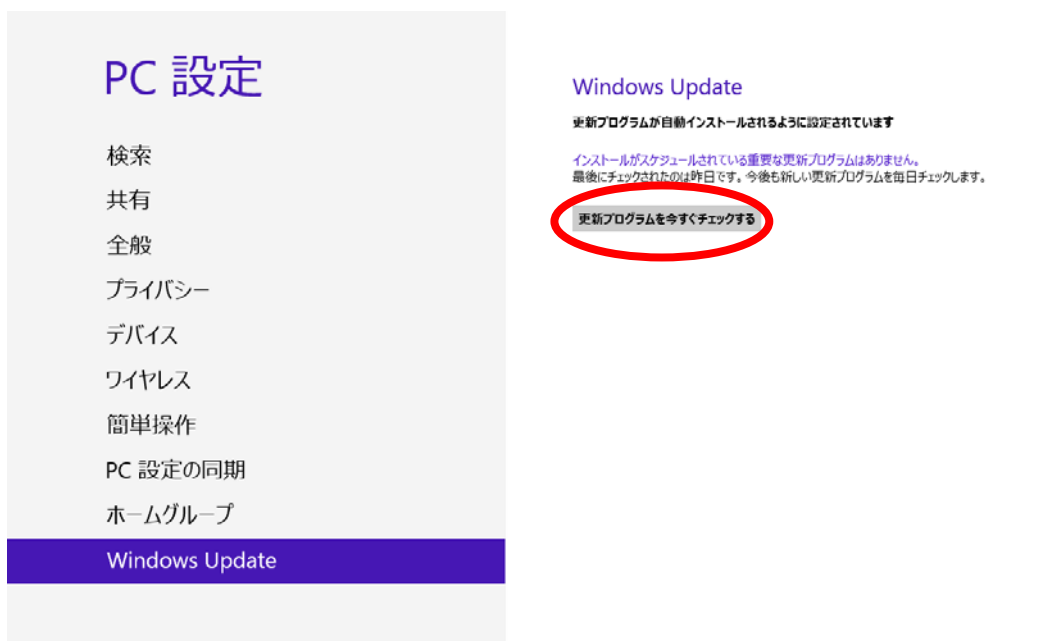 PC 設定
検索
共有
全般
プライバシー
デバイス
ワイヤレス
簡単操作
PC 設定の同期
ホームグループ
Windows Update
Windows Update
更新プログラムが自動インストールされるように設定されています
インストールがスケジュールされている重要な更新プログラムはありません。
最後にチェックされたのは昨日です。今後も新しい更新プログラムを毎日チェックします。
更新プログラムを今すぐチェックする